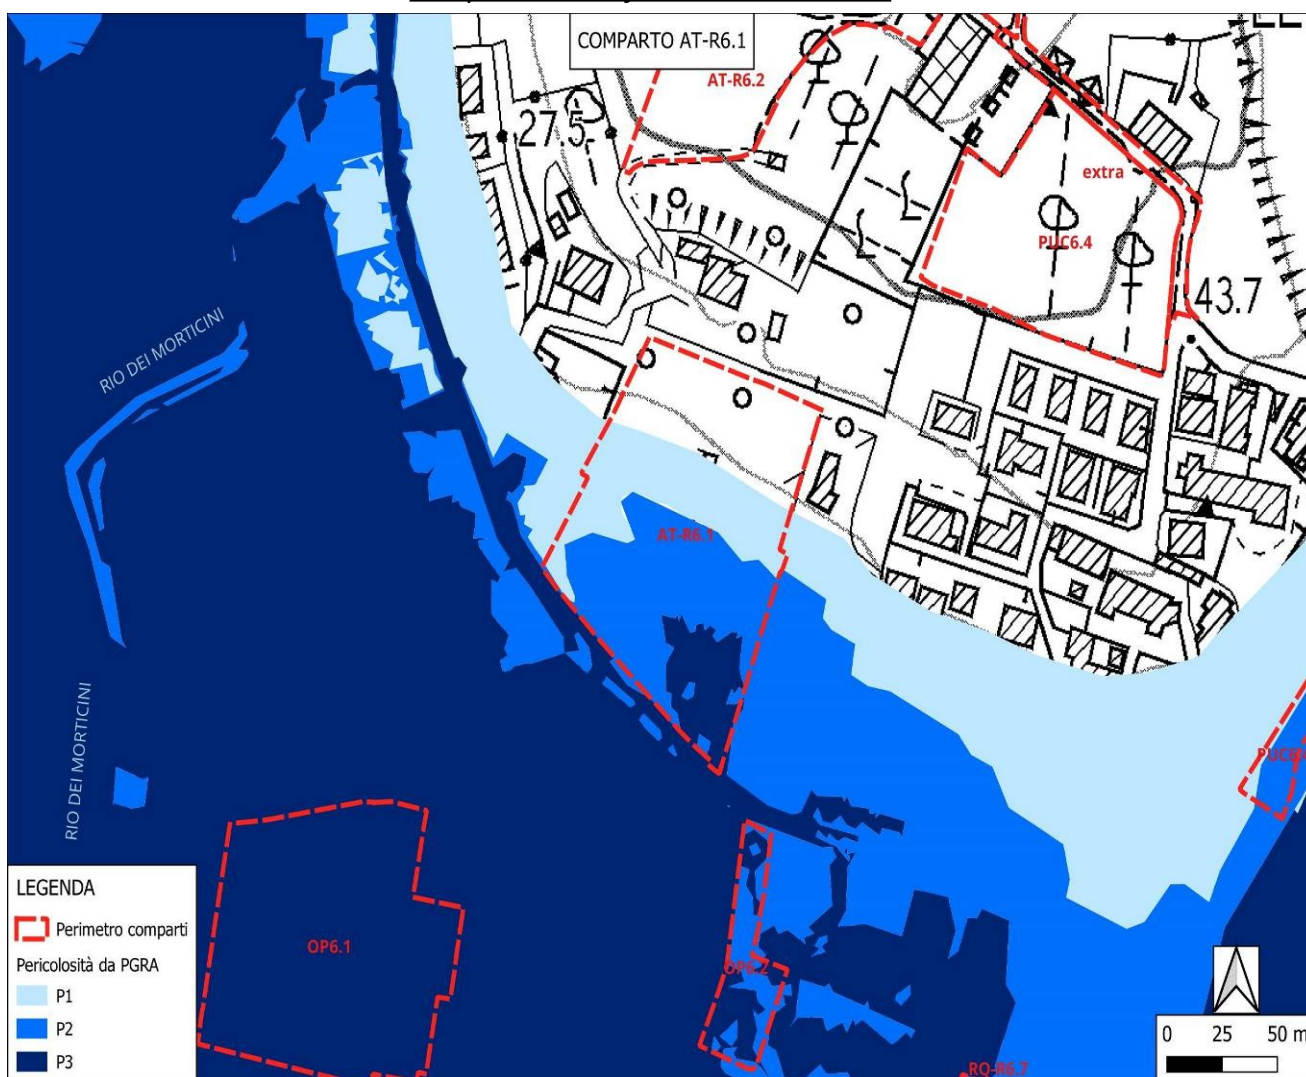 COMPARTO AT-R6.1
AT-R6.2
27.5
extra
PUC6.4
43.7
RIO DEI MORTICINI
AT-R6.1
RIO DEI MORTICINI
OP6.1
OP6.2
RQ-R6.7
LEGENDA
Perimetro comparti
Pericolosità da PGRA
P1
P2
P3
0 25 50 m